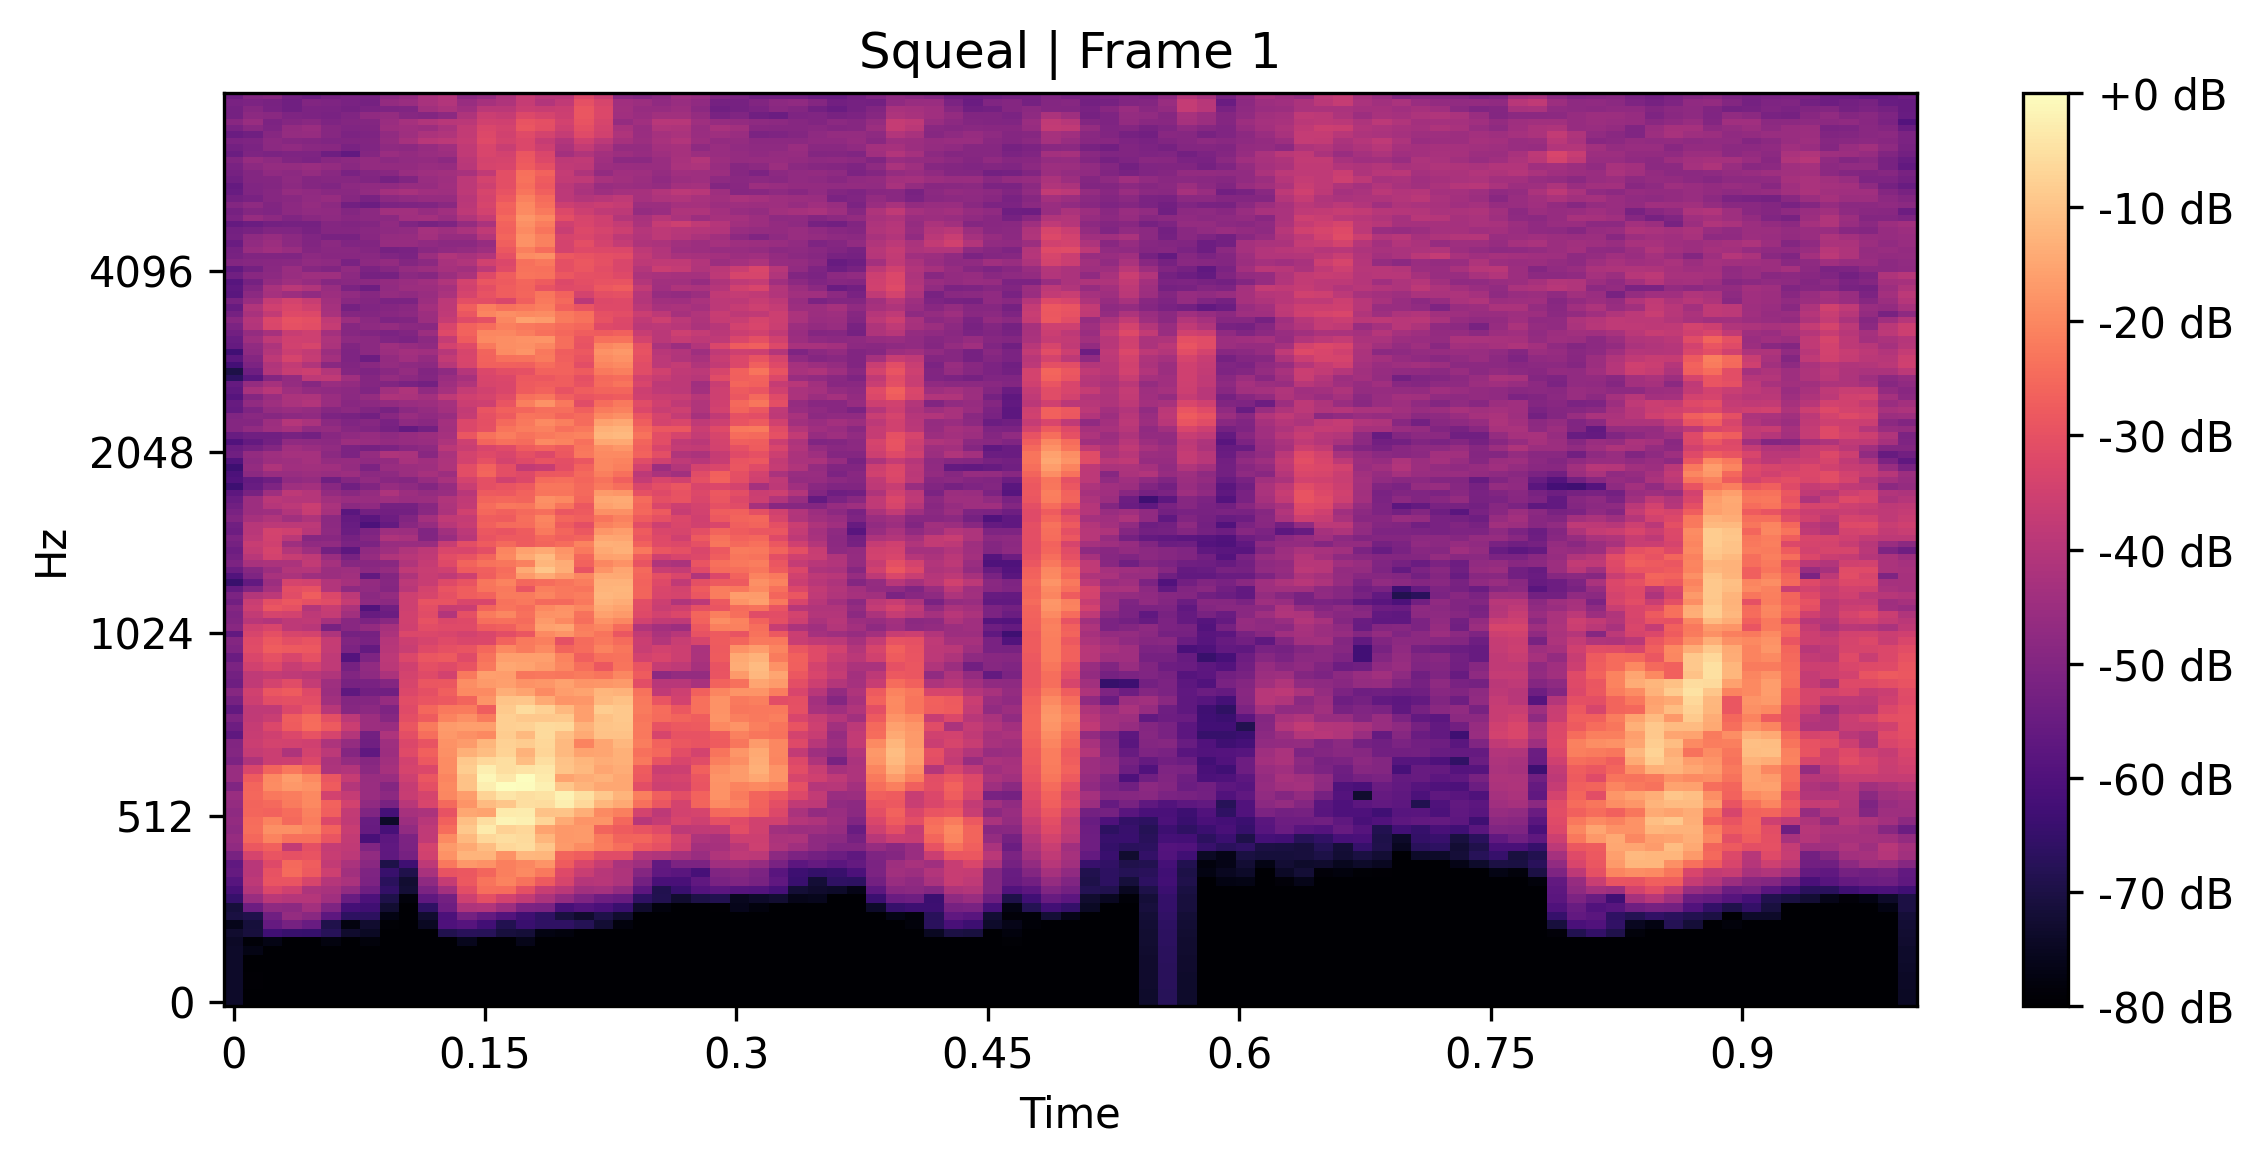 Squeal | Frame 1
Hz
4096
2048
1024
512
0
0 0.15 0.3 0.45 0.6 0.75 0.9
Time
+0 dB
-10 dB
-20 dB
-30 dB
-40 dB
-50 dB
-60 dB
-70 dB
-80 dB